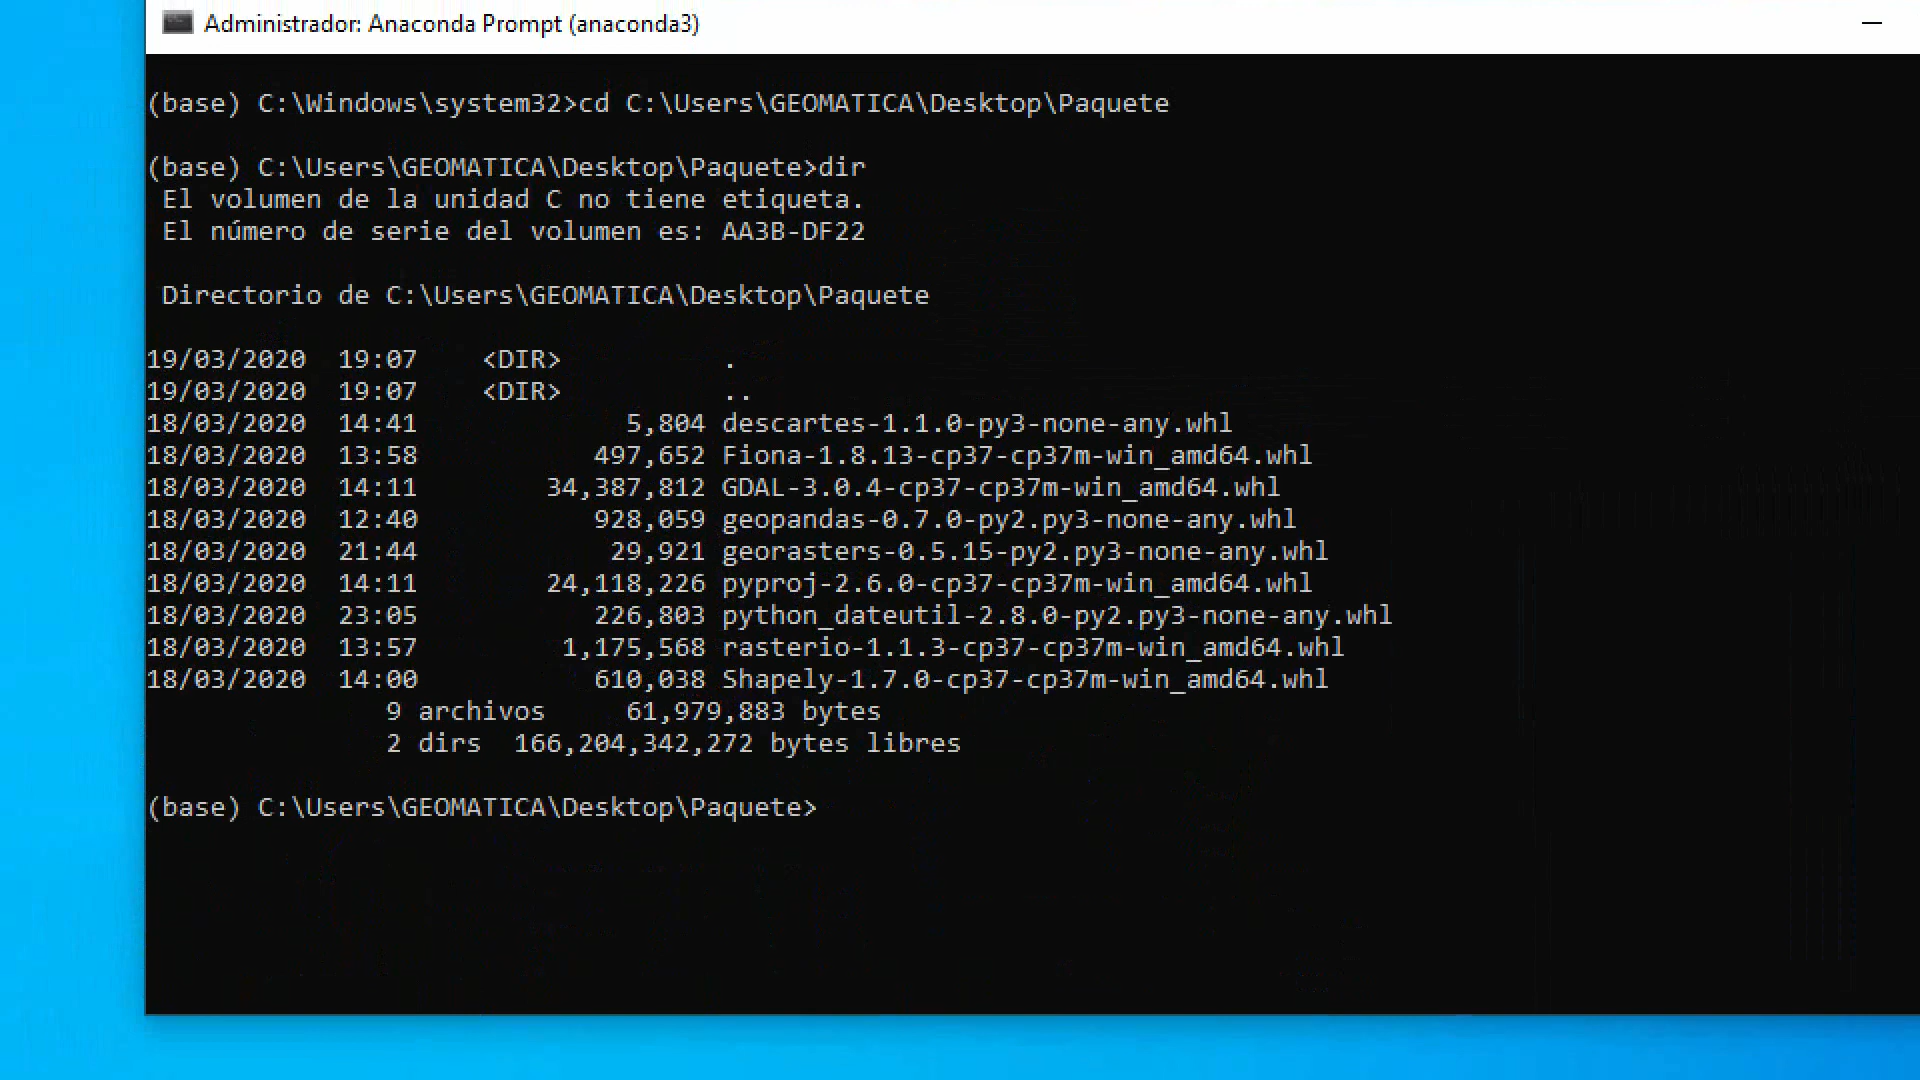 Administrador: Anaconda Prompt (anaconda3)
(base) C:\Windows\system32>cd C:\Users\GEOMATICA\Desktop\Paquete
(base) C:\Users\GEOMATICA\Desktop\Paquete>dir
El volumen de la unidad C no tiene etiqueta.
El número de serie del volumen es: AA3B-DF22
Directorio de C:\Users\GEOMATICA\Desktop\Paquete
19/03/2020  19:07    <DIR>          .
19/03/2020  19:07    <DIR>          ..
18/03/2020  14:41             5,804 descartes-1.1.0-py3-none-any.whl
18/03/2020  13:58           497,652 Fiona-1.8.13-cp37-cp37m-win_amd64.whl
18/03/2020  14:11        34,387,812 GDAL-3.0.4-cp37-cp37m-win_amd64.whl
18/03/2020  12:40           928,059 geopandas-0.7.0-py2.py3-none-any.whl
18/03/2020  21:44            29,921 georasters-0.5.15-py2.py3-none-any.whl
18/03/2020  14:11        24,118,226 pyproj-2.6.0-cp37-cp37m-win_amd64.whl
18/03/2020  23:05           226,803 python_dateutil-2.8.0-py2.py3-none-any.whl
18/03/2020  13:57         1,175,568 rasterio-1.1.3-cp37-cp37m-win_amd64.whl
18/03/2020  14:00           610,038 Shapely-1.7.0-cp37-cp37m-win_amd64.whl
9 archivos     61,979,883 bytes
2 dirs  166,204,342,272 bytes libres
(base) C:\Users\GEOMATICA\Desktop\Paquete>